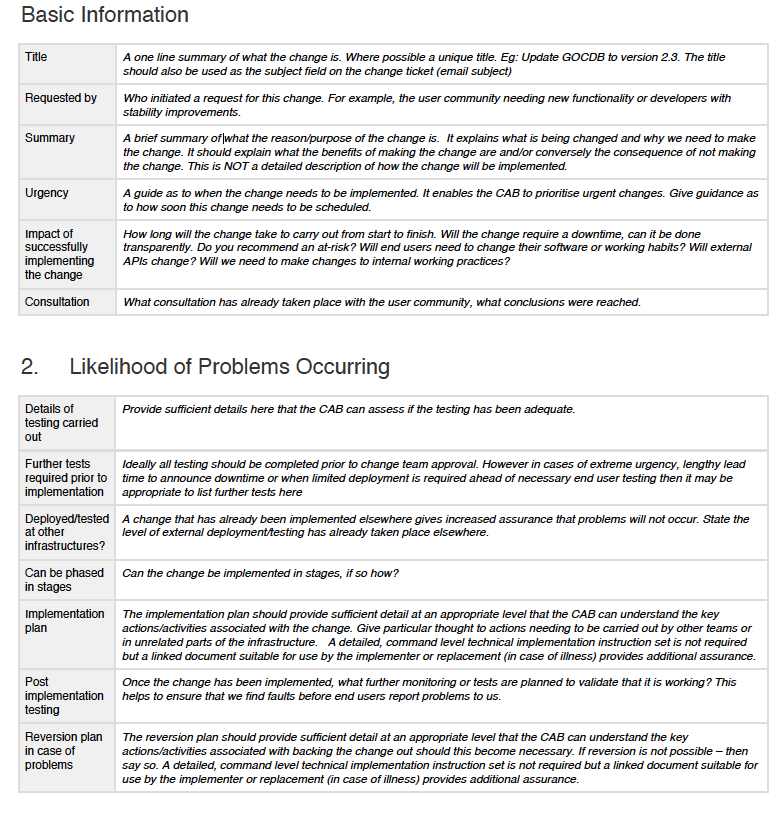 Basic Information
Title
A one line summary of what the change is. Where possible a unique title. Eg: Update GOCDB to version 2.3. The title
should also be used as the subject field on the change ticket (email subject)
Requested by
Who initiated a request for this change. For example, the user community needing new functionality or developers with
stability improvements.
Summary
A brief summary of what the reason/purpose of the change is. It explains what is being changed and why we need to make
the change. It should explain what the benefits of making the change are and/or conversely the consequence of not making
the change. This is NOT a detailed description of how the change will be implemented.
Urgency
A guide as to when the change needs to be implemented. It enables the CAB to prioritise urgent changes. Give guidance as
to how soon this change needs to be scheduled.
Impact of
successfully
implementing
the change
How long will the change take to carry out from start to finish. Will the change require a downtime, can it be done
transparently. Do you recommend an at-risk? Will end users need to change their software or working habits? Will external
APIs change? Will we need to make changes to internal working practices?
Consultation
What consultation has already taken place with the user community, what conclusions were reached.
2. Likelihood of Problems Occurring
Details of
testing carried
out
Provide sufficient details here that the CAB can assess if the testing has been adequate.
Further tests
required prior to
implementation
Ideally all testing should be completed prior to change team approval. However in cases of extreme urgency, lengthy lead
time to announce downtime or when limited deployment is required ahead of necessary end user testing then it may be
appropriate to list further tests here
Deployed/tested
at other
infrastructures?
A change that has already been implemented elsewhere gives increased assurance that problems will not occur. State the
level of external deployment/testing has already taken place elsewhere.
Can be phased
in stages
Can the change be implemented in stages, if so how?
Implementation
plan
The implementation plan should provide sufficient detail at an appropriate level that the CAB can understand the key
actions/activities associated with the change. Give particular thought to actions needing to be carried out by other teams or
in unrelated parts of the infrastructure. A detailed, command level technical implementation instruction set is not required
but a linked document suitable for use by the implementer or replacement (in case of illness) provides additional assurance.
Post
implementation
testing
Once the change has been implemented, what further monitoring or tests are planned to validate that it is working? This
helps to ensure that we find faults before end users report problems to us.
Reversion plan
in case of
problems
The reversion plan should provide sufficient detail at an appropriate level that the CAB can understand the key
actions/activities associated with backing the change out should this become necessary. If reversion is not possible – then
say so. A detailed, command level technical implementation instruction set is not required but a linked document suitable for
use by the implementer or replacement (in case of illness) provides additional assurance.